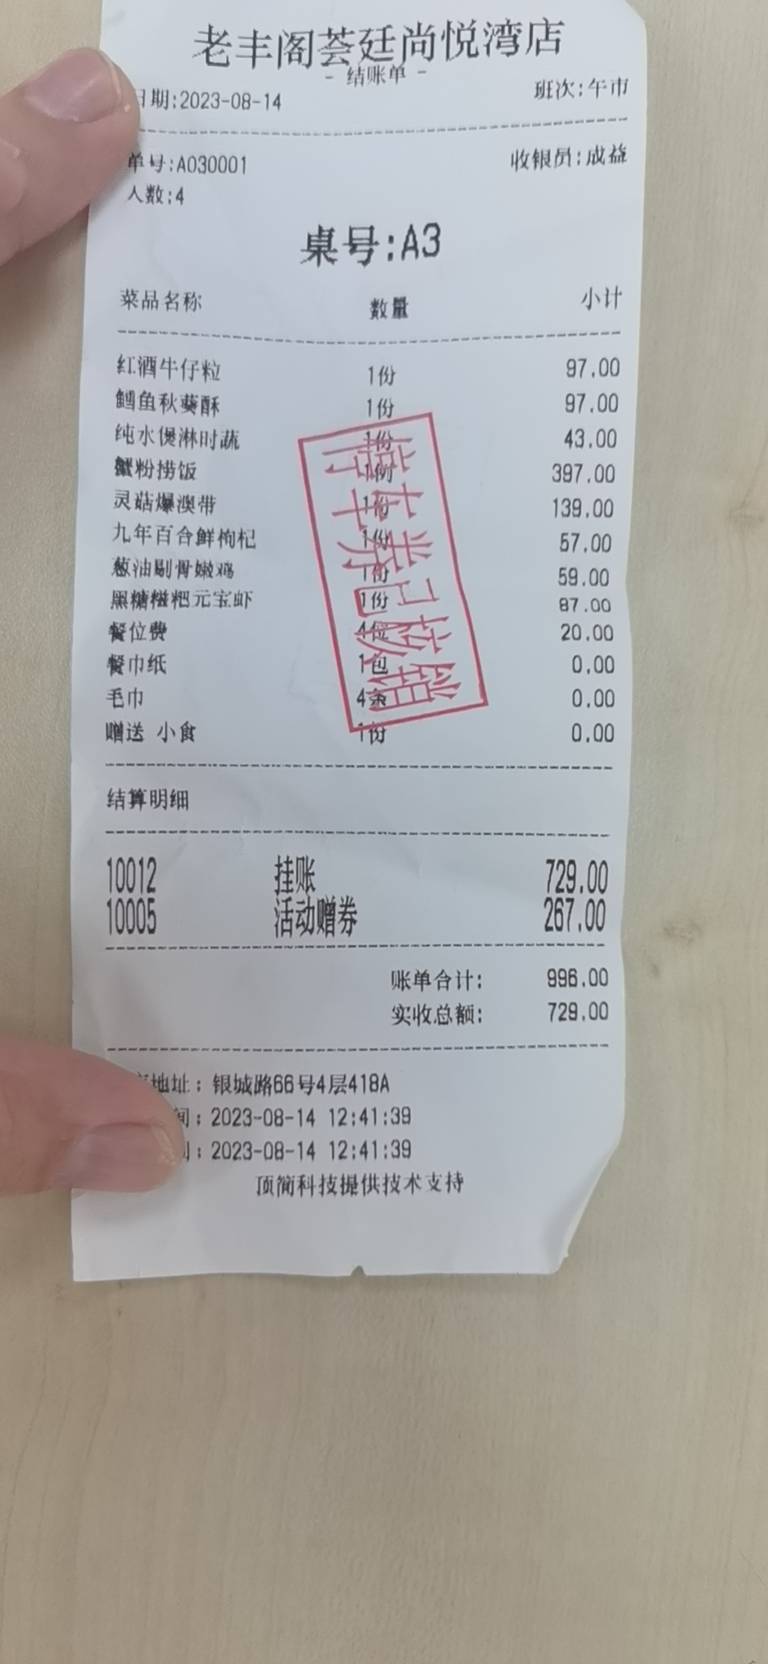 老丰阁荟廷尚悦湾店
- 结账单 -
日期:2023-08-14 班次:午市
单号:A030001 收银员:成益
人数:4
桌号:A3
菜品名称 数量 小计
红酒牛仔粒 1份 97.00
鳕鱼秋葵酥 1份 97.00
纯水煲淋时蔬 1份 43.00
蟹粉捞饭 1份 397.00
灵菇爆澳带 1份 139.00
九年百合鲜枸杞 1份 57.00
葱油剔骨嫩鸡 1份 59.00
黑糖糍粑元宝虾 1份 87.00
餐位费 4位 20.00
餐巾纸 1包 0.00
毛巾 4条 0.00
赠送 小食 1份 0.00
停车券已核销
结算明细
10012 挂账 729.00
10005 活动赠券 267.00
账单合计: 996.00
实收总额: 729.00
地址: 银城路66号4层418A
间: 2023-08-14 12:41:39
: 2023-08-14 12:41:39
顶简科技提供技术支持